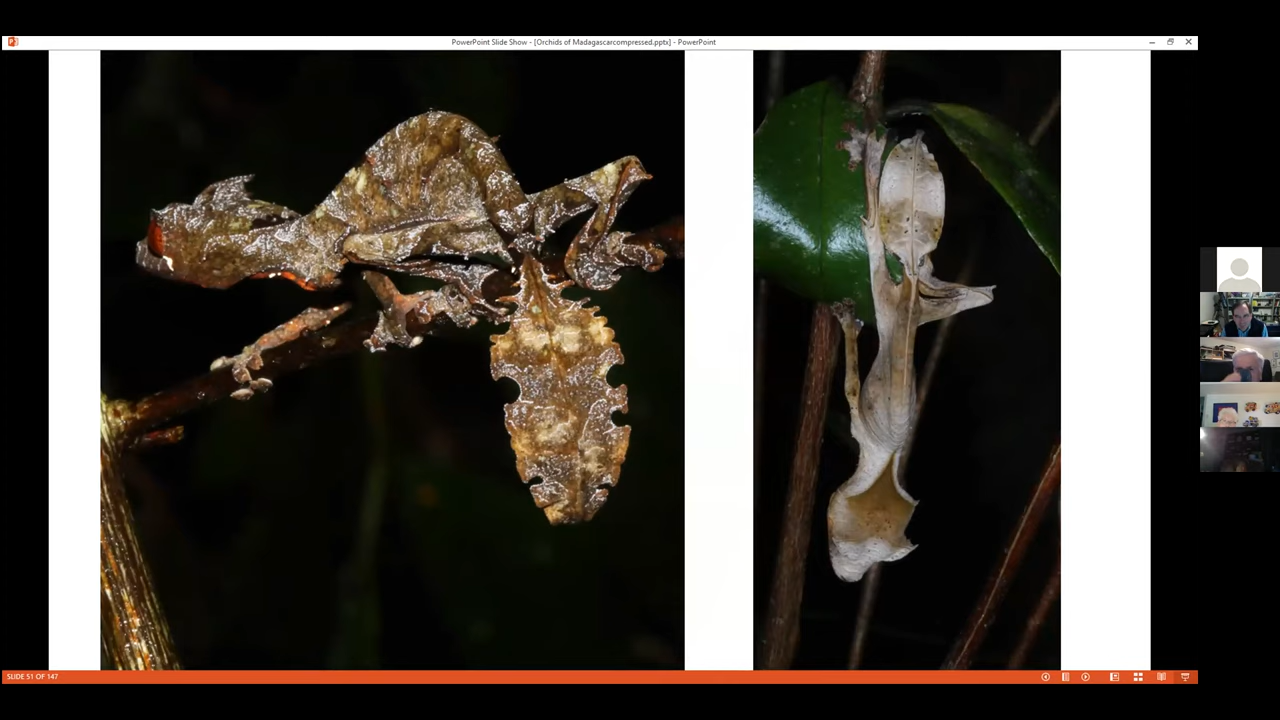 PowerPoint Slide Show - [Orchids of Madagascarcompressed.pptx] - PowerPoint
SLIDE 51 OF 147